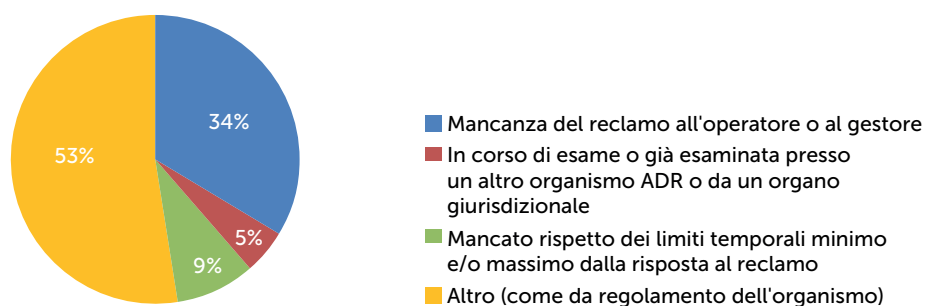 34%
53%
5%
9%
Mancanza del reclamo all'operatore o al gestore
In corso di esame o già esaminata presso
un altro organismo ADR o da un organo
giurisdizionale
Mancato rispetto dei limiti temporali minimo
e/o massimo dalla risposta al reclamo
Altro (come da regolamento dell'organismo)